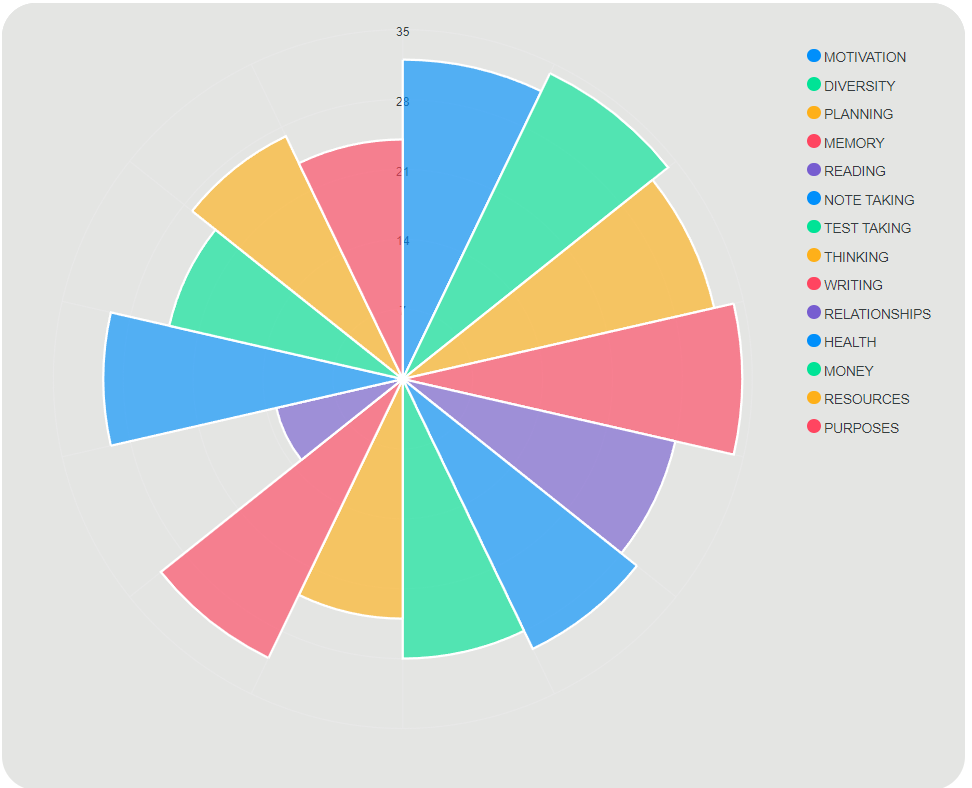 35
28
21
14
MOTIVATION
DIVERSITY
PLANNING
MEMORY
READING
NOTE TAKING
TEST TAKING
THINKING
WRITING
RELATIONSHIPS
HEALTH
MONEY
RESOURCES
PURPOSES